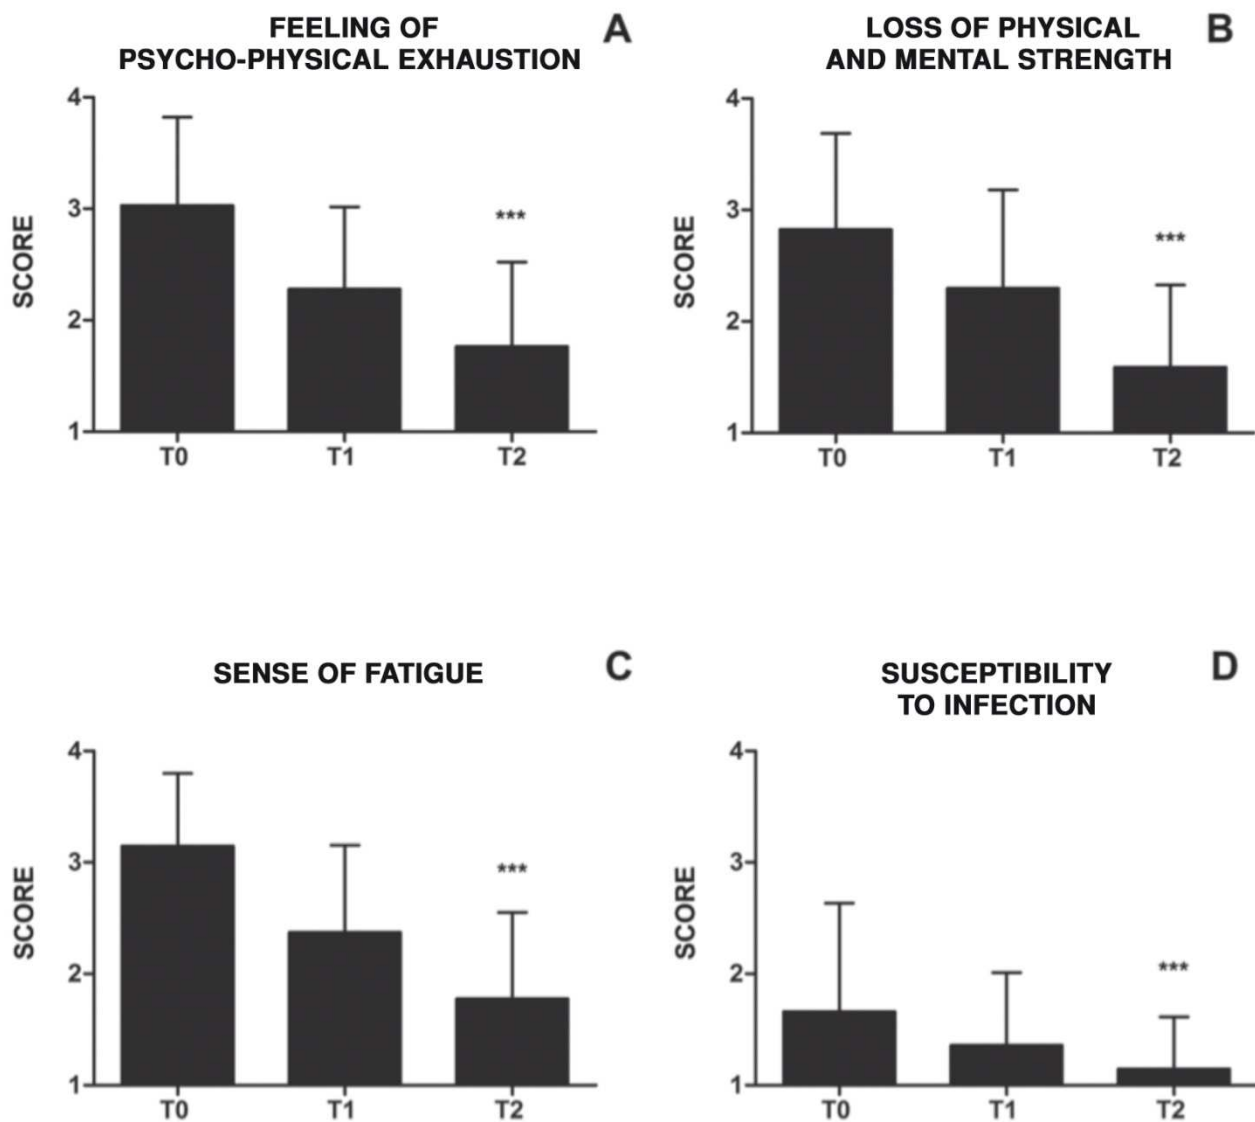 FEELING OF
PSYCHO-PHYSICAL EXHAUSTION
A
SCORE
4
3
2
1
***
T0
T1
T2
LOSS OF PHYSICAL
AND MENTAL STRENGTH
B
SCORE
4
3
2
1
***
T0
T1
T2
SENSE OF FATIGUE
C
SCORE
4
3
2
1
***
T0
T1
T2
SUSCEPTIBILITY
TO INFECTION
D
SCORE
4
3
2
1
***
T0
T1
T2